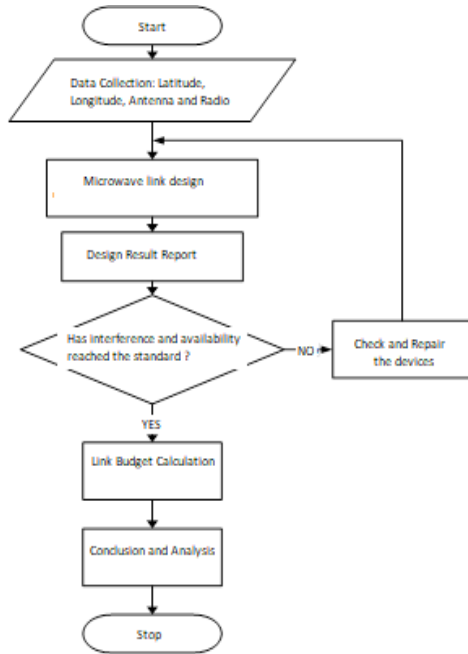 Start
Data Collection: Latitude,
Longitude, Antenna and Radio
Microwave link design
Design Result Report
Has interference and availability
reached the standard ?
NO
Check and Repair
the devices
YES
Link Budget Calculation
Conclusion and Analysis
Stop